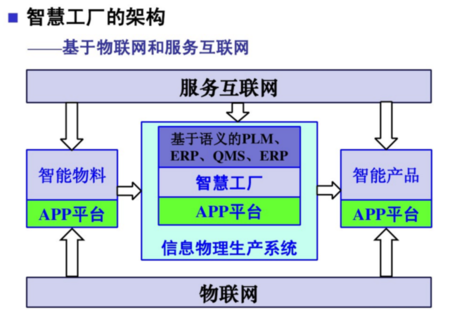 智慧工厂的架构
——基于物联网和服务互联网
服务互联网
基于语义的PLM、
ERP、QMS、ERP
智能物料
智慧工厂
智能产品
APP平台
APP平台
APP平台
信息物理生产系统
物联网